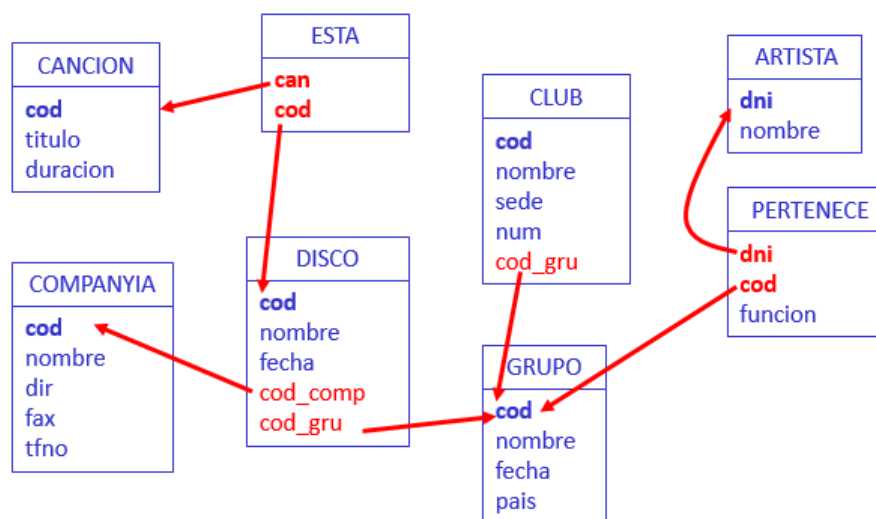 CANCION
cod
titulo
duracion
ESTA
can
cod
CLUB
cod
nombre
sede
num
cod_gru
ARTISTA
dni
nombre
PERTENECE
dni
cod
funcion
COMPANYIA
cod
nombre
dir
fax
tfno
DISCO
cod
nombre
fecha
cod_comp
cod_gru
GRUPO
cod
nombre
fecha
pais